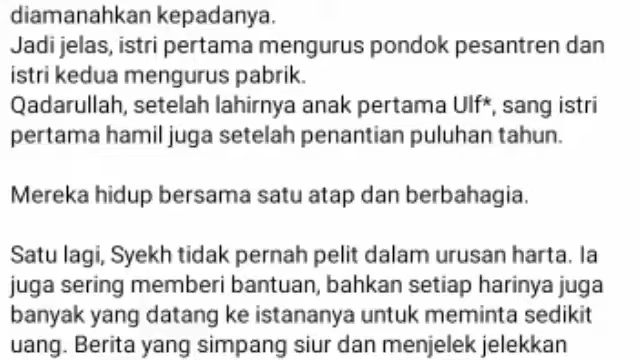 diamanahkan kepadanya.
Jadi jelas, istri pertama mengurus pondok pesantren dan
istri kedua mengurus pabrik.
Qadarullah, setelah lahirnya anak pertama Ulf*, sang istri
pertama hamil juga setelah penantian puluhan tahun.
Mereka hidup bersama satu atap dan berbahagia.
Satu lagi, Syekh tidak pernah pelit dalam urusan harta. Ia
juga sering memberi bantuan, bahkan setiap harinya juga
banyak yang datang ke istananya untuk meminta sedikit
uang. Berita yang simpang siur dan menjelek jelekkan